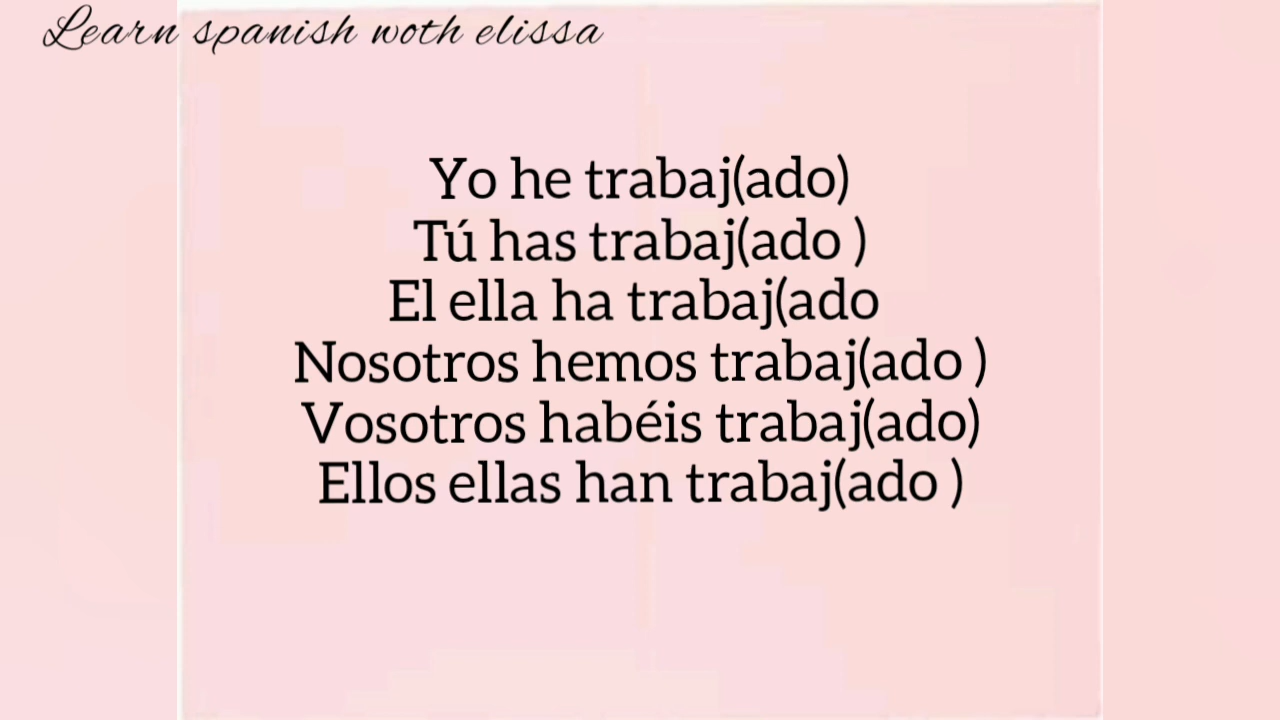 Learn spanish woth elissa
Yo he trabaj(ado)
Tú has trabaj(ado )
El ella ha trabaj(ado
Nosotros hemos trabaj(ado )
Vosotros habéis trabaj(ado)
Ellos ellas han trabaj(ado )